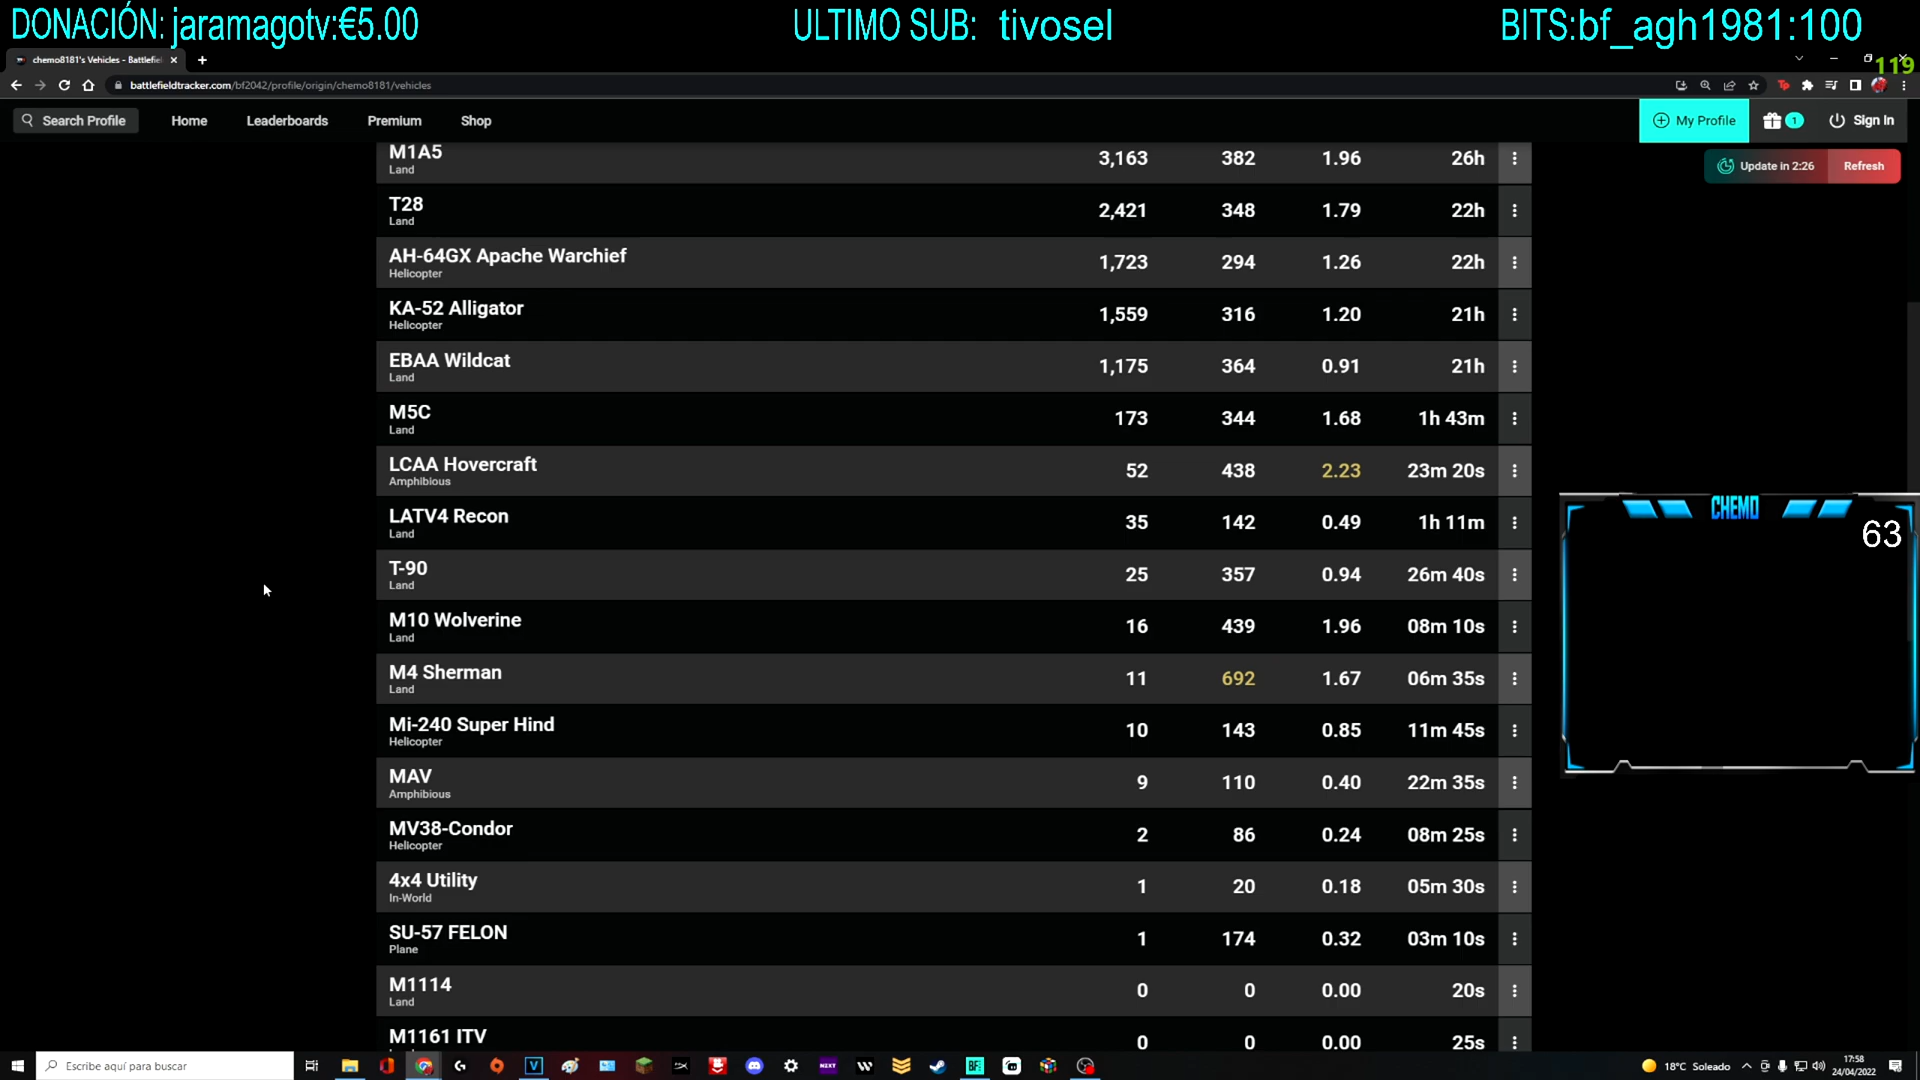 DONACIÓN: jaramagotv:€5.00 ULTIMO SUB: tivosel BITS:bf_agh1981:100
chemo8181's Vehicles - Battlefiel
119
battlefieldtracker.com/bf2042/profile/origin/chemo8181/vehicles
Search Profile Home Leaderboards Premium Shop My Profile 1 Sign In
Update in 2:26 Refresh
M1A5 3,163 382 1.96 26h
Land
T28 2,421 348 1.79 22h
Land
AH-64GX Apache Warchief 1,723 294 1.26 22h
Helicopter
KA-52 Alligator 1,559 316 1.20 21h
Helicopter
EBAA Wildcat 1,175 364 0.91 21h
Land
M5C 173 344 1.68 1h 43m
Land
LCAA Hovercraft 52 438 2.23 23m 20s
Amphibious
LATV4 Recon 35 142 0.49 1h 11m
Land
T-90 25 357 0.94 26m 40s
Land
M10 Wolverine 16 439 1.96 08m 10s
Land
M4 Sherman 11 692 1.67 06m 35s
Land
Mi-240 Super Hind 10 143 0.85 11m 45s
Helicopter
MAV 9 110 0.40 22m 35s
Amphibious
MV38-Condor 2 86 0.24 08m 25s
Helicopter
4x4 Utility 1 20 0.18 05m 30s
In-World
SU-57 FELON 1 174 0.32 03m 10s
Plane
M1114 0 0 0.00 20s
Land
M1161 ITV 0 0 0.00 25s
CHEMO
63
Escribe aquí para buscar
18°C Soleado
17:58
24/04/2022